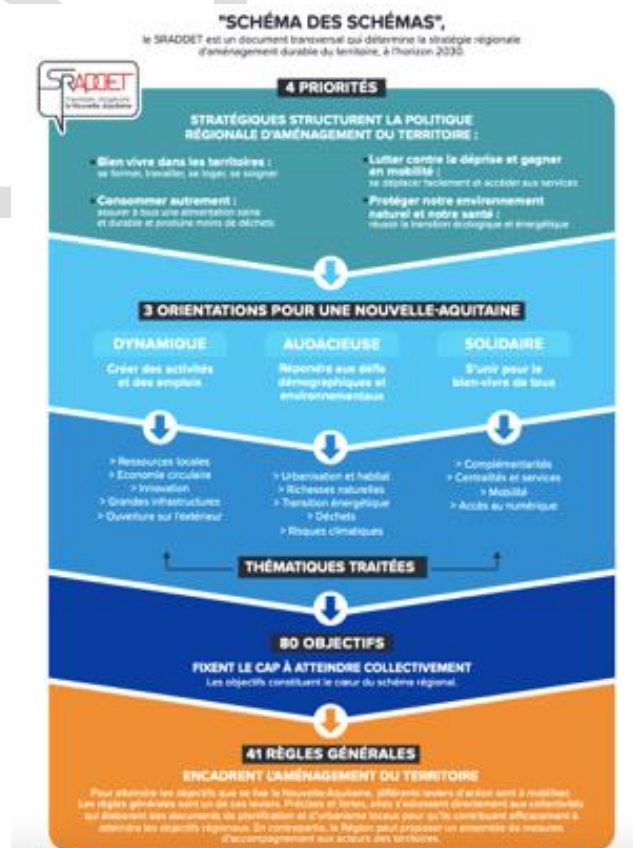 "SCHÉMA DES SCHÉMAS",
le SRADDET est un document transversal qui détermine la stratégie régionale
d'aménagement durable du territoire, à l'horizon 2030.
SRADDET
la Nouvelle-Aquitaine
4 PRIORITÉS
STRATÉGIQUES STRUCTURENT LA POLITIQUE
RÉGIONALE D'AMÉNAGEMENT DU TERRITOIRE :
• Bien vivre dans les territoires :
se former, travailler, se loger, se soigner
• Consommer autrement :
assurer à tous une alimentation saine
et durable et produire moins de déchets
• Lutter contre la déprise et gagner
en mobilité :
se déplacer facilement et accéder aux services
• Protéger notre environnement
naturel et notre santé :
réussir la transition écologique et énergétique
3 ORIENTATIONS POUR UNE NOUVELLE-AQUITAINE
DYNAMIQUE
Créer des activités
et des emplois
AUDACIEUSE
Répondre aux défis
démographiques et
environnementaux
SOLIDAIRE
S'unir pour le
bien-vivre de tous
> Ressources locales
> Économie circulaire
> Innovation
> Grandes infrastructures
> Ouverture sur l'extérieur
> Urbanisation et habitat
> Richesses naturelles
> Transition énergétique
> Déchets
> Risques climatiques
> Complémentarités
> Centralités et services
> Mobilité
> Accès au numérique
THÉMATIQUES TRAITÉES
80 OBJECTIFS
FIXENT LE CAP À ATTEINDRE COLLECTIVEMENT
Les objectifs constituent le cœur du schéma régional.
41 RÈGLES GÉNÉRALES
ENCADRENT L'AMÉNAGEMENT DU TERRITOIRE
Pour atteindre les objectifs que se fixe la Nouvelle-Aquitaine, différents leviers d'action sont à mobiliser.
Les règles générales sont un de ces leviers. Précises et fortes, elles s'adressent directement aux collectivités
qui élaborent des documents de planification et d'urbanisme locaux pour qu'ils contribuent efficacement à
atteindre les objectifs régionaux. En contrepartie, la Région peut proposer un ensemble de mesures
d'accompagnement aux acteurs des territoires.